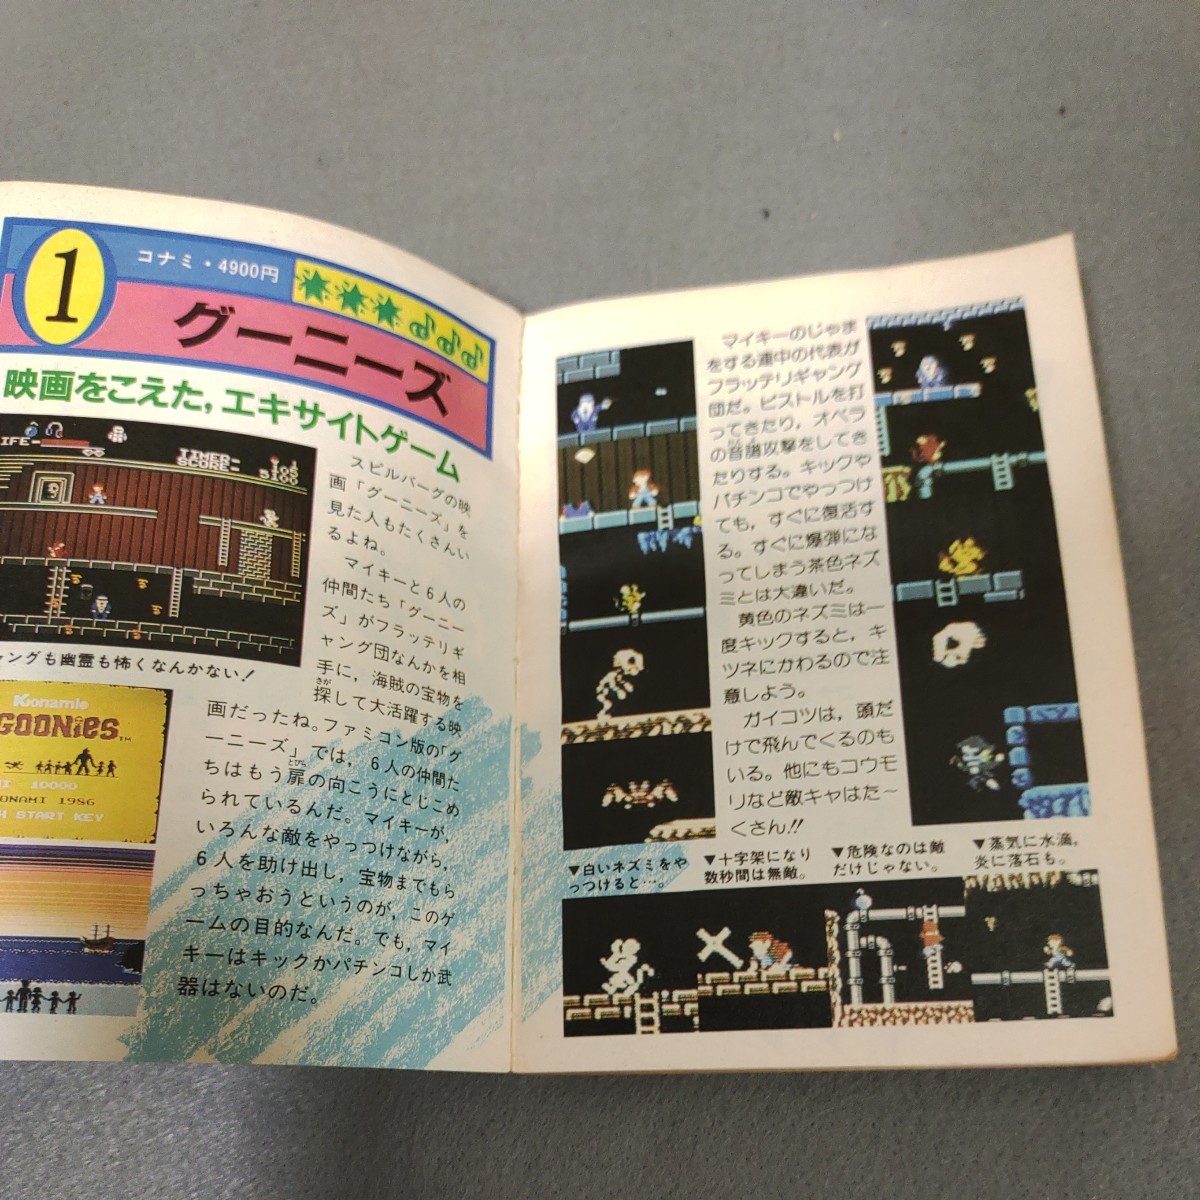 1
コナミ・4900円
グーニーズ
映画をこえた，エキサイトゲーム
IFE-
TIMER- 106
SCORE- 5100
ャングも幽霊も怖くなんかない！
Konamic
GOONIES™
10000
ONAMI 1986
H START KEY
スピルバーグの映
画「グーニーズ」を
見た人もたくさんい
るよね。
マイキーと6人の
仲間たち「グーニー
ズ」がフラッテリギ
ャング団なんかを相
手に，海賊の宝物を
探して大活躍する映
さが
画だったね。ファミコン版の「グ
ーニーズ」では，6人の仲間た
ちはもう扉の向こうにとじこめ
とびら
られているんだ。マイキーが，
いろんな敵をやっつけながら，
6人を助け出し，宝物までもら
っちゃおうというのが，このゲ
ームの目的なんだ。でも，マイ
キーはキックかパチンコしか武
器はないのだ。
マイキーのじゃま
をする連中の代表が
フラッテリギャング
団だ。ピストルを打
ってきたり，オペラ
の音譜攻撃をしてき
おんぷ
たりする。キックや
パチンコでやっつけ
ても，すぐに復活す
る。すぐに爆弾にな
ってしまう茶色ネズ
ミとは大違いだ。
黄色のネズミは一
度キックすると，キ
ツネにかわるので注
意しよう。
ガイコツは，頭だ
けで飛んでくるのも
いる。他にもコウモ
リなど敵キャはた〜
くさん!!
▼白いネズミをや
っつけると…。
▼十字架になり
数秒間は無敵。
▼危険なのは敵
だけじゃない。
▼蒸気に水滴，
炎に落石も。